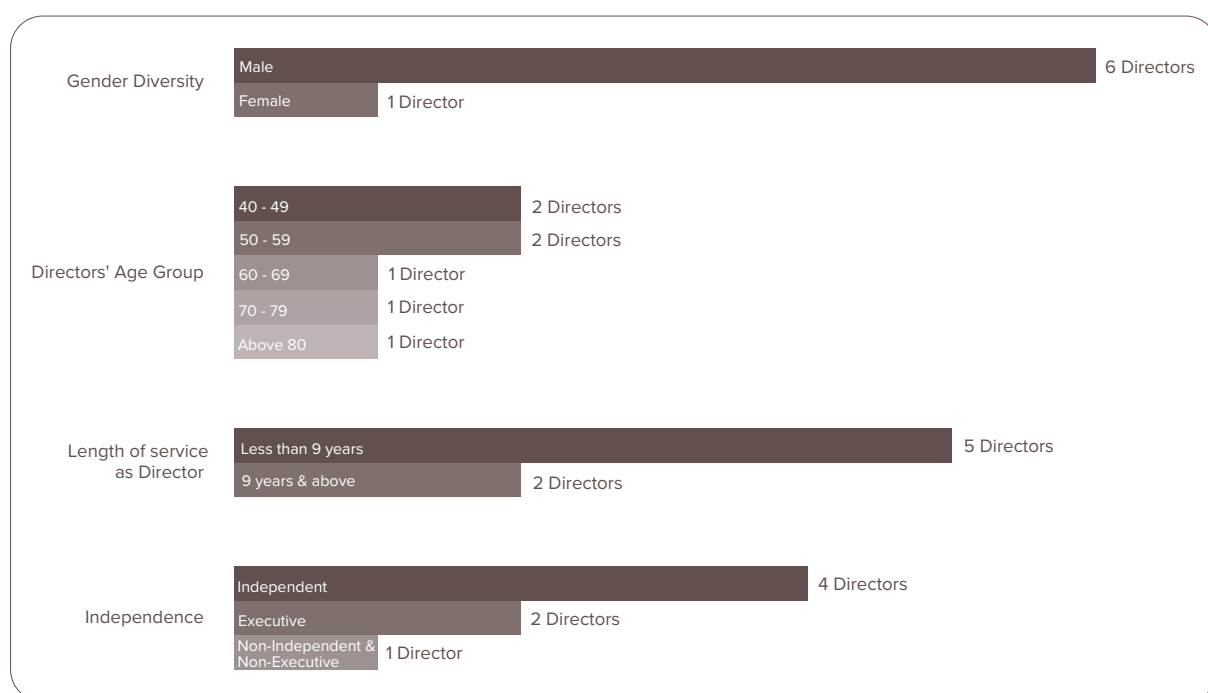 Gender Diversity
Male
6 Directors
Female
1 Director
Directors' Age Group
40 - 49
2 Directors
50 - 59
2 Directors
60 - 69
1 Director
70 - 79
1 Director
Above 80
1 Director
Length of service
as Director
Less than 9 years
5 Directors
9 years & above
2 Directors
Independence
Independent
4 Directors
Executive
2 Directors
Non-Independent &
Non-Executive
1 Director